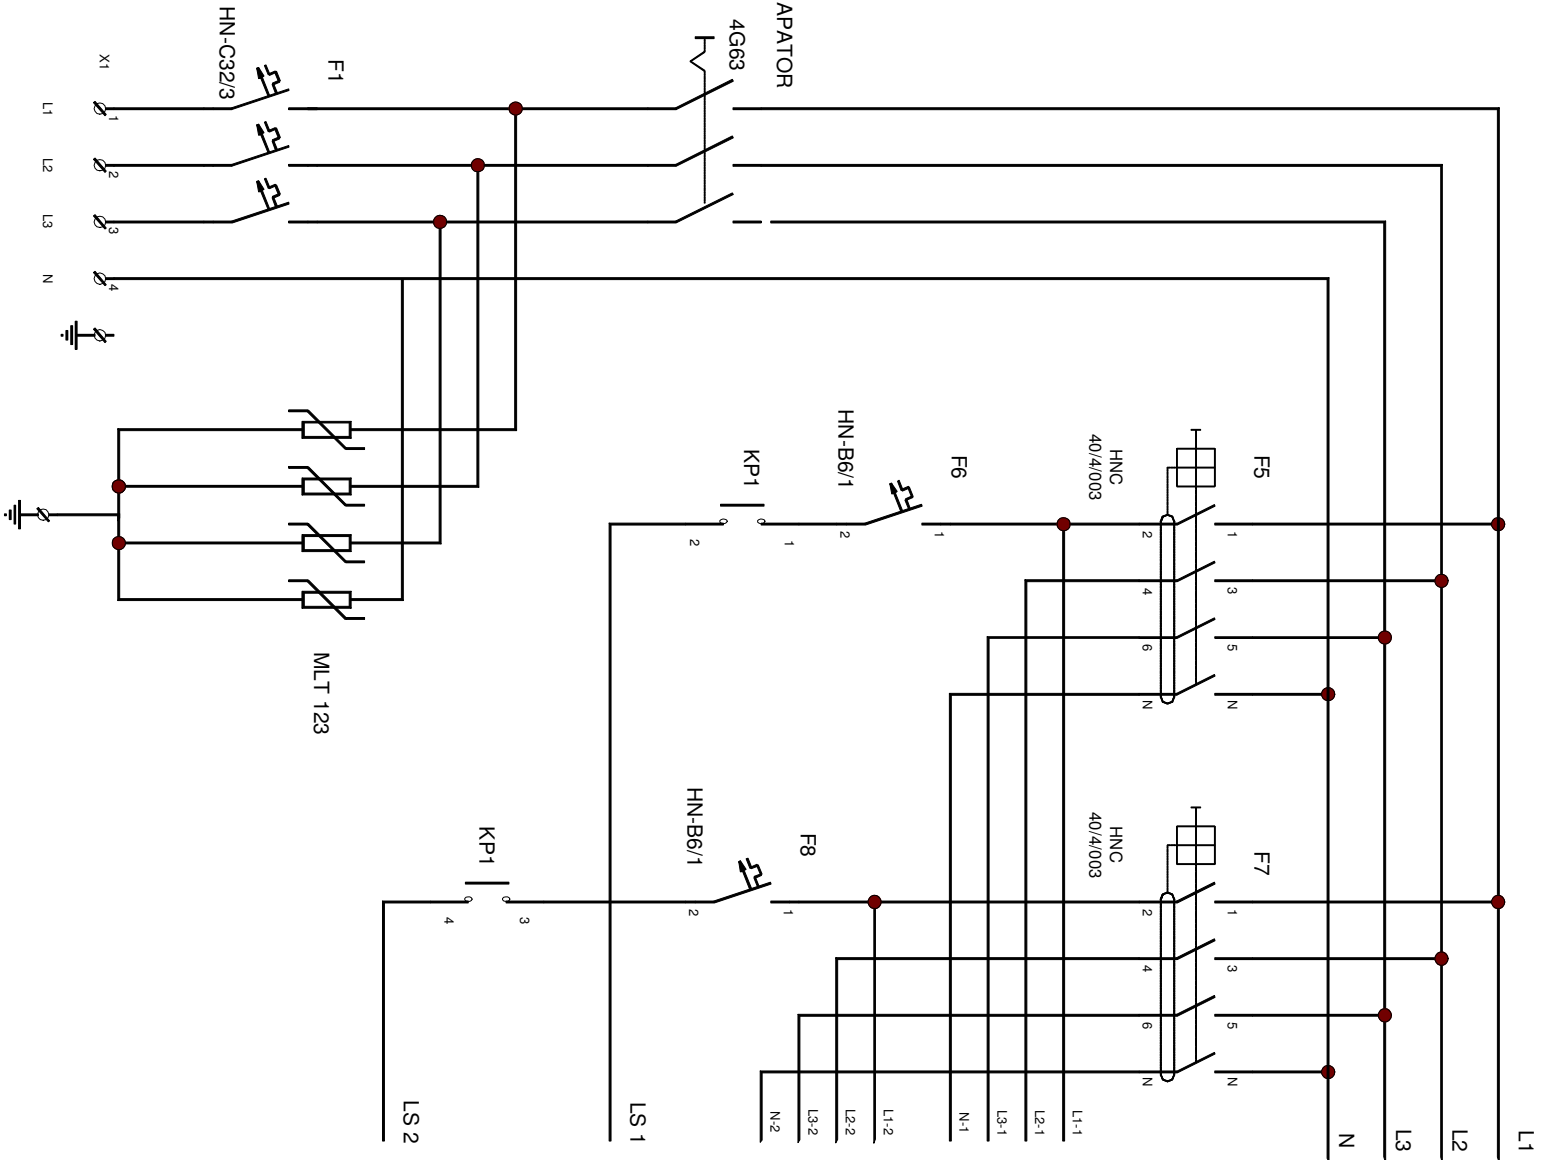 L1
L2
L3
N
APATOR
4G63
F5
HNC
40/4/003
1
3
5
N
2
4
6
N
F7
HNC
40/4/003
1
3
5
N
2
4
6
N
L1-1
L2-1
L3-1
N-1
L1-2
L2-2
L3-2
N-2
F6
HN-B6/1
1
2
KP1
1
2
LS 1
F8
HN-B6/1
1
2
KP1
3
4
LS 2
F1
HN-C32/3
MLT 123
X1
1
2
3
4
L1
L2
L3
N